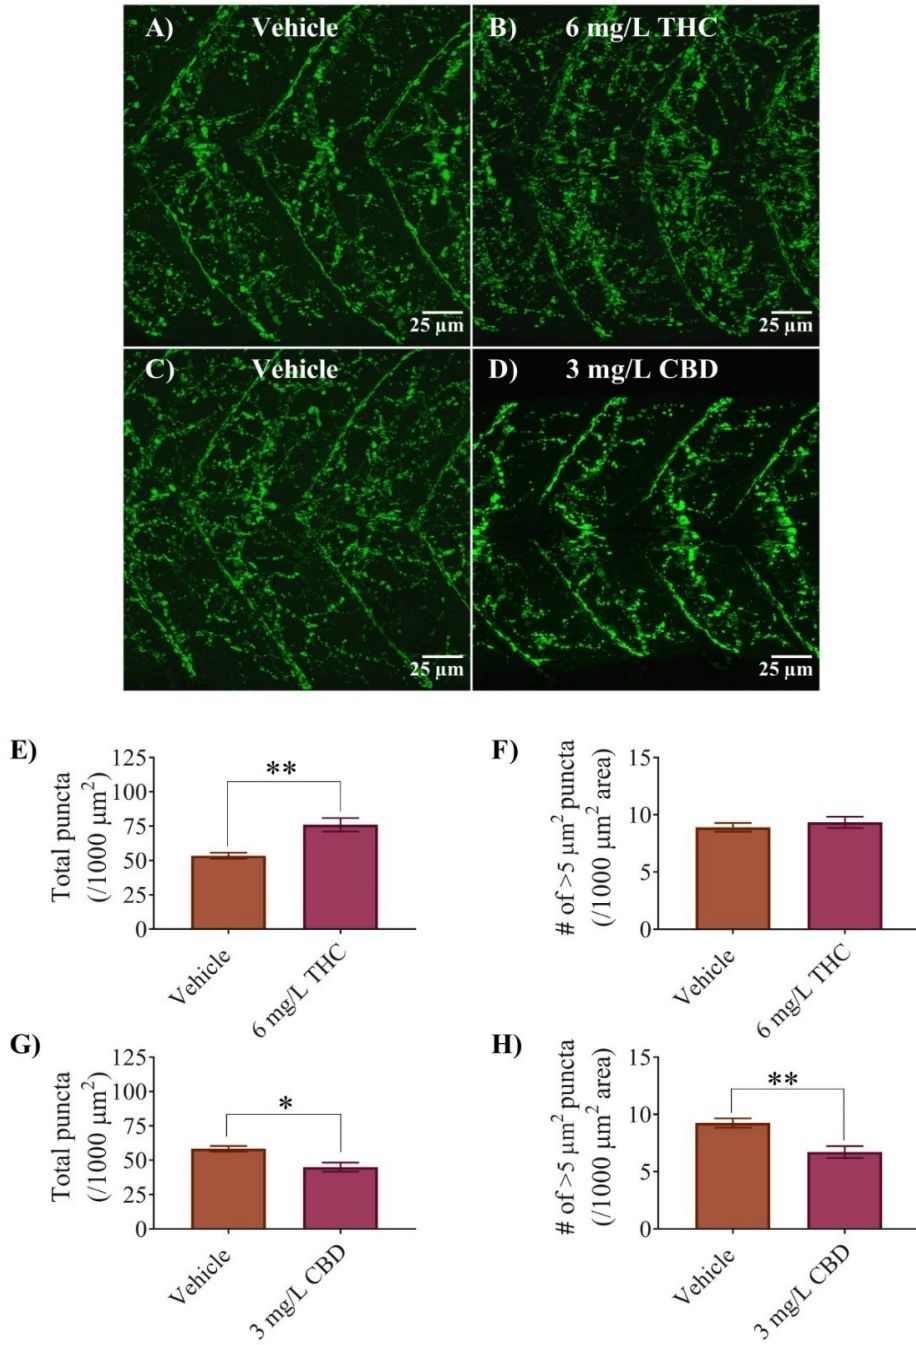 A) Vehicle
B) 6 mg/L THC
25 µm
25 µm
C) Vehicle
D) 3 mg/L CBD
25 µm
25 µm
E)
Total puncta
(/1000 µm²)
125
100
75
50
25
0
**
Vehicle
6 mg/L THC
F)
# of >5 µm² puncta
(/1000 µm² area)
15
10
5
0
Vehicle
6 mg/L THC
G)
Total puncta
(/1000 µm²)
125
100
75
50
25
0
*
Vehicle
3 mg/L CBD
H)
# of >5 µm² puncta
(/1000 µm² area)
15
10
5
0
**
Vehicle
3 mg/L CBD